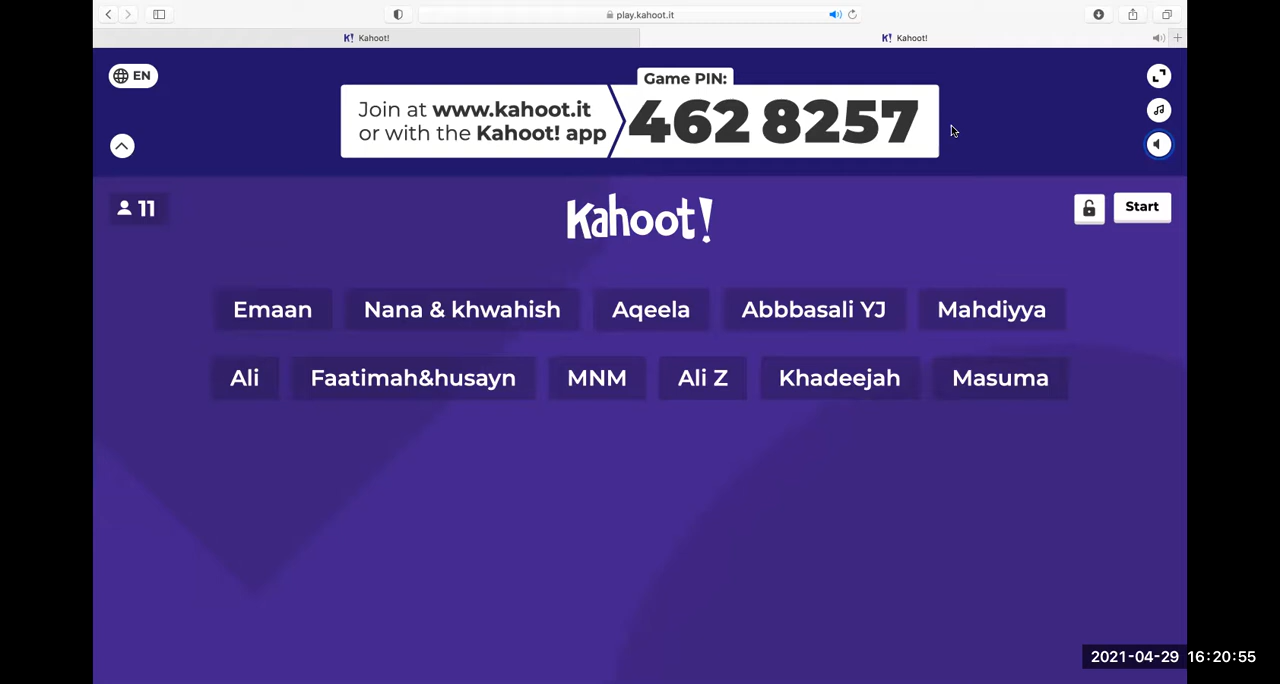 play.kahoot.it
K! Kahoot!
K! Kahoot!
EN
Game PIN:
Join at www.kahoot.it
or with the Kahoot! app
462 8257
11
Kahoot!
Start
Emaan
Nana & khwahish
Aqeela
Abbbasali YJ
Mahdiyya
Ali
Faatimah&husayn
MNM
Ali Z
Khadeejah
Masuma
2021-04-29 16:20:55